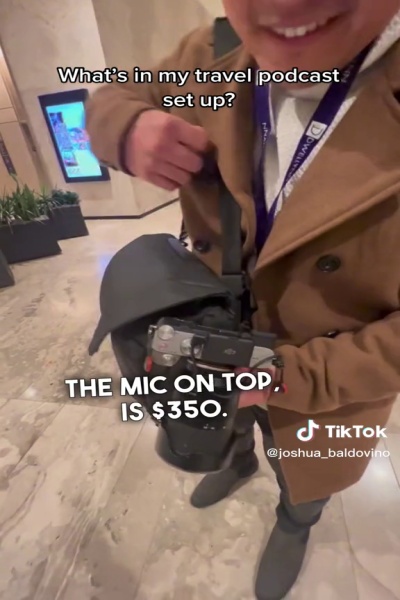 What's in my travel podcast
set up?
THE MIC ON TOP,
IS $350.
TikTok
@joshua_baldovino